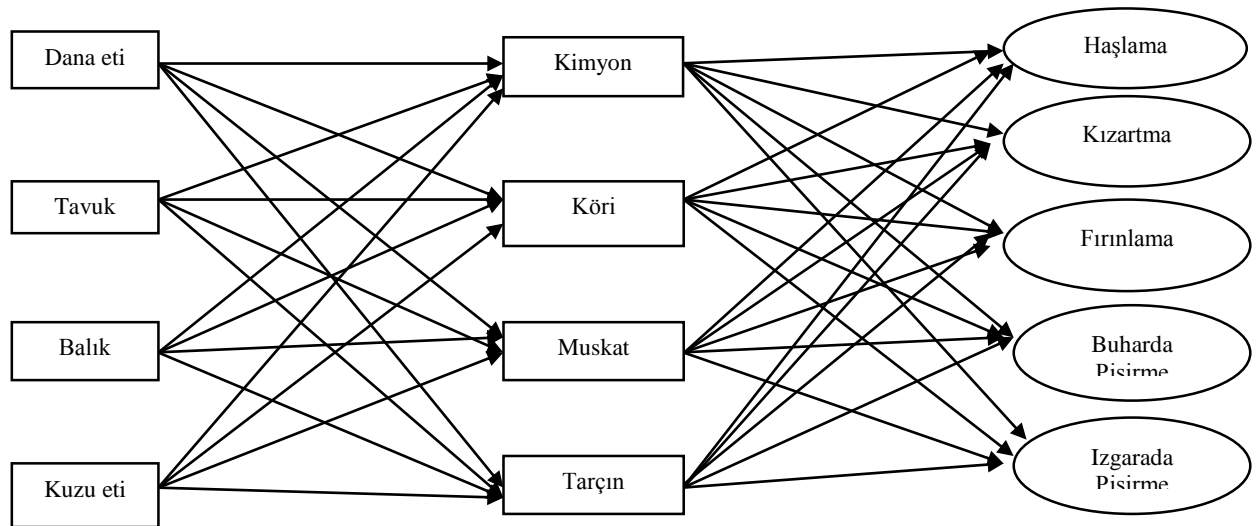 Dana eti
Tavuk
Balık
Kuzu eti
Kimyon
Köri
Muskat
Tarçın
Haşlama
Kızartma
Fırınlama
Buharda
Pişirme
Izgarada
Pişirme